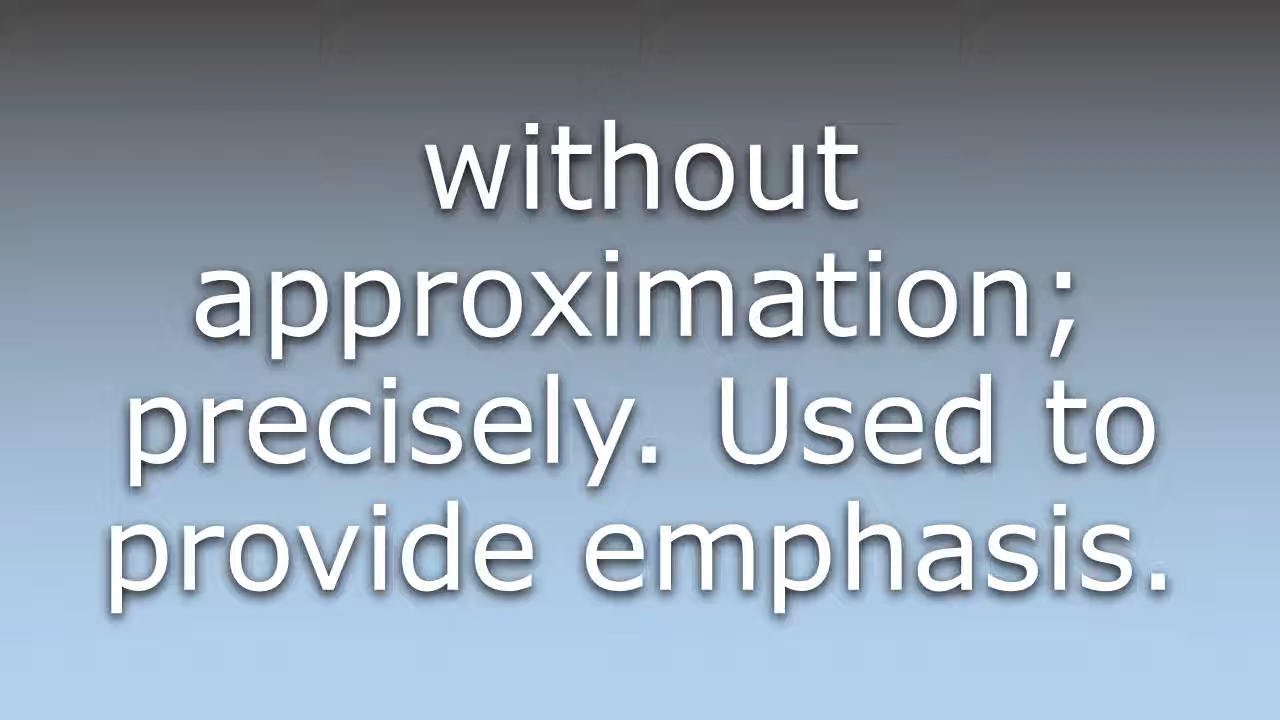 without
approximation;
precisely. Used to
provide emphasis.